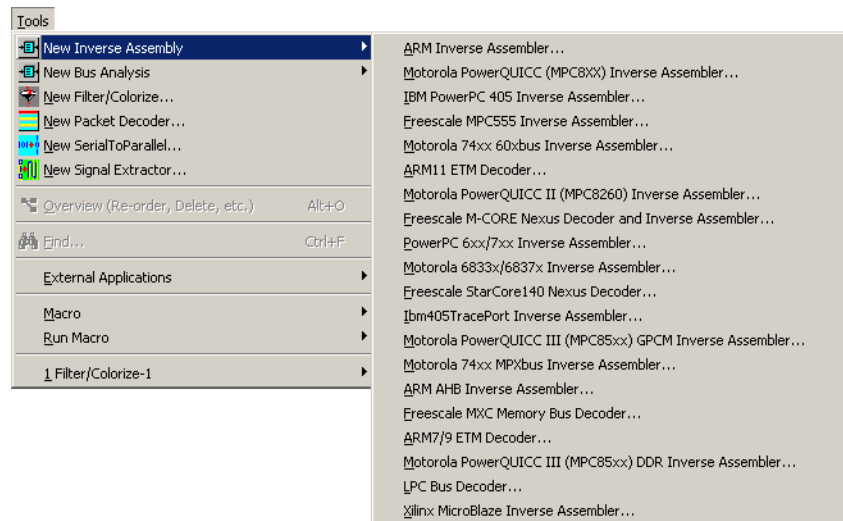 Tools
New Inverse Assembly
New Bus Analysis
New Filter/Colorize...
New Packet Decoder...
New SerialToParallel...
New Signal Extractor...
Overview (Re-order, Delete, etc.) Alt+O
Find... Ctrl+F
External Applications
Macro
Run Macro
1 Filter/Colorize-1
ARM Inverse Assembler...
Motorola PowerQUICC (MPC8XX) Inverse Assembler...
IBM PowerPC 405 Inverse Assembler...
Freescale MPC555 Inverse Assembler...
Motorola 74xx 60xbus Inverse Assembler...
ARM11 ETM Decoder...
Motorola PowerQUICC II (MPC8260) Inverse Assembler...
Freescale M-CORE Nexus Decoder and Inverse Assembler...
PowerPC 6xx/7xx Inverse Assembler...
Motorola 6833x/6837x Inverse Assembler...
Freescale StarCore140 Nexus Decoder...
Ibm405TracePort Inverse Assembler...
Motorola PowerQUICC III (MPC85xx) GPCM Inverse Assembler...
Motorola 74xx MPXbus Inverse Assembler...
ARM AHB Inverse Assembler...
Freescale MXC Memory Bus Decoder...
ARM7/9 ETM Decoder...
Motorola PowerQUICC III (MPC85xx) DDR Inverse Assembler...
LPC Bus Decoder...
Xilinx MicroBlaze Inverse Assembler...